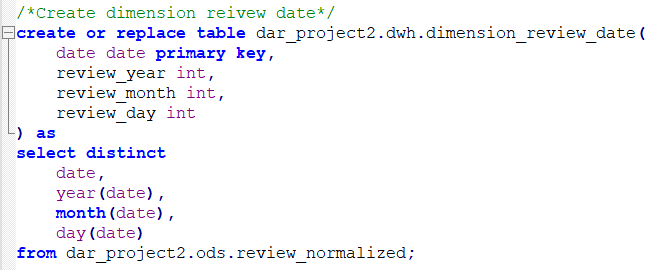 /*Create dimension reivew date*/
create or replace table dar_project2.dwh.dimension_review_date(
    date date primary key,
    review_year int,
    review_month int,
    review_day int
) as
select distinct
    date,
    year(date),
    month(date),
    day(date)
from dar_project2.ods.review_normalized;